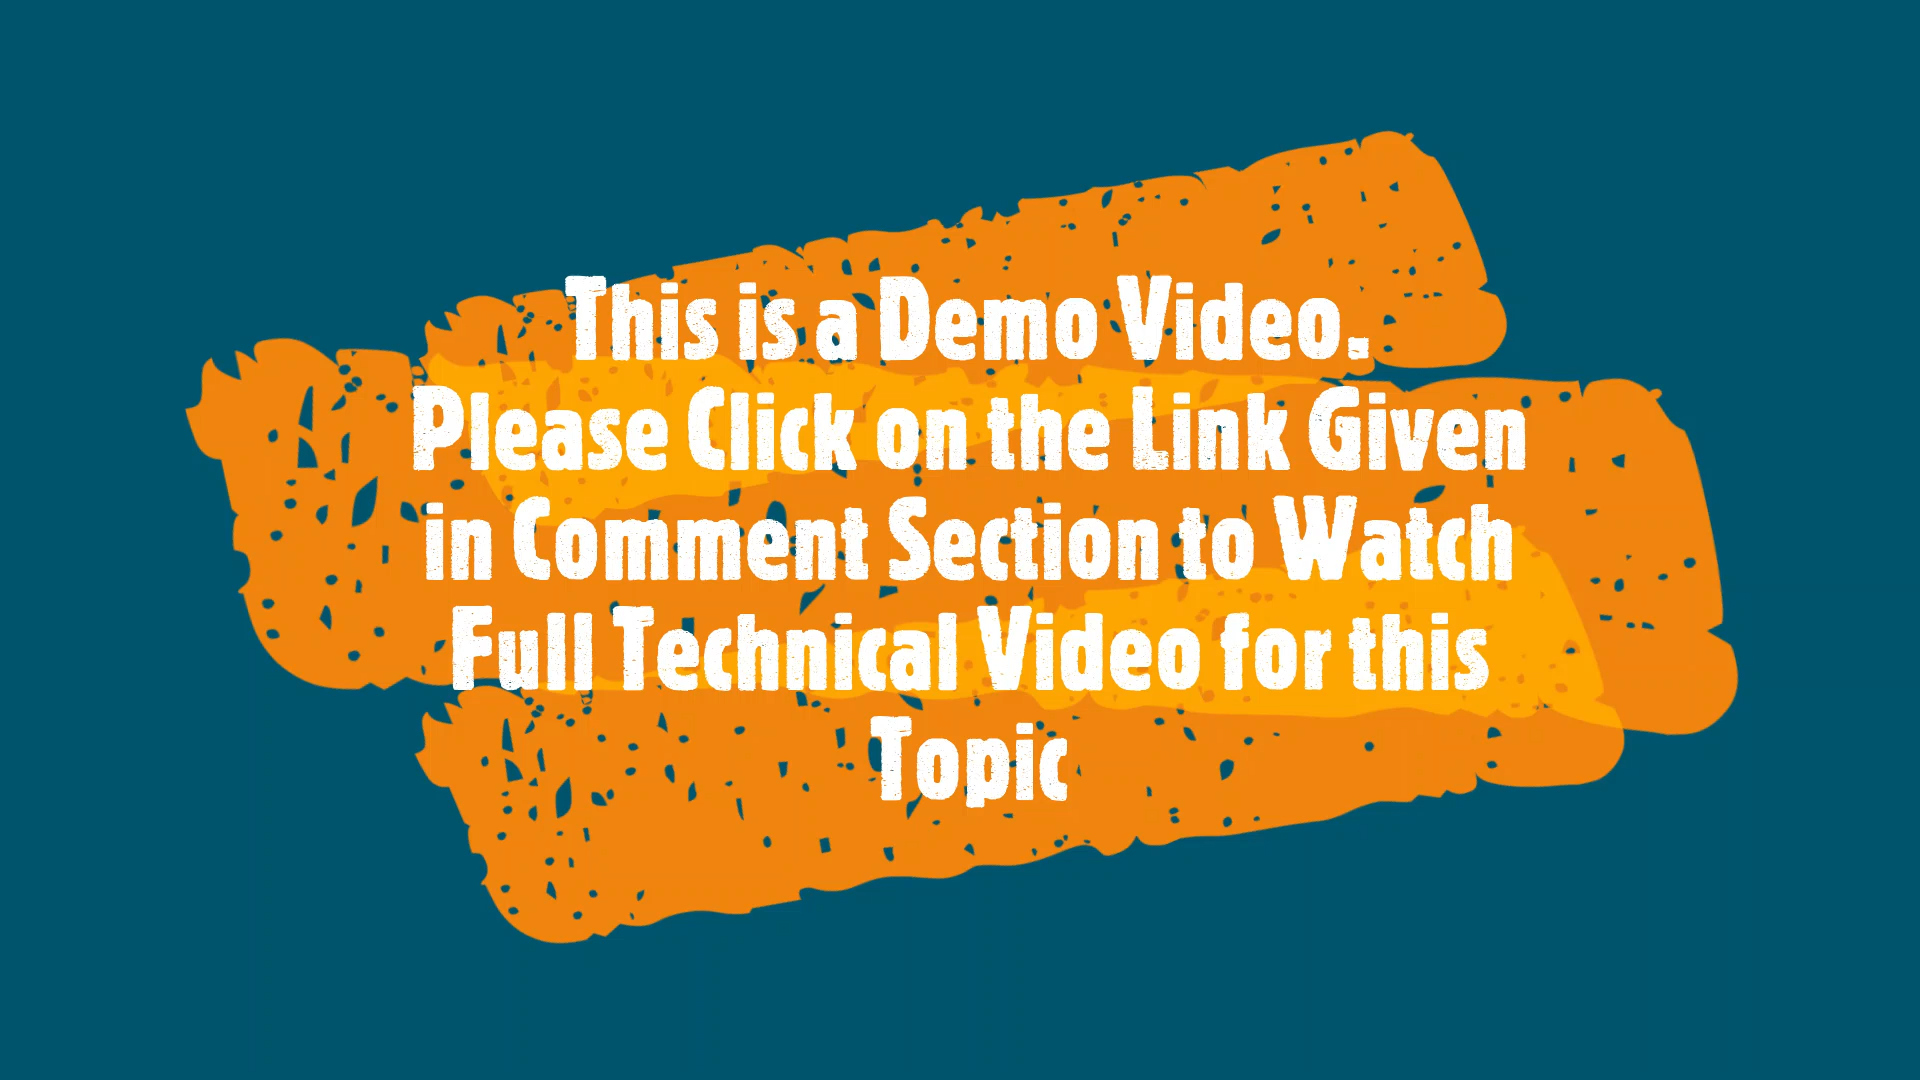 This is a Demo Video.
Please Click on the Link Given
in Comment Section to Watch
Full Technical Video for this
Topic